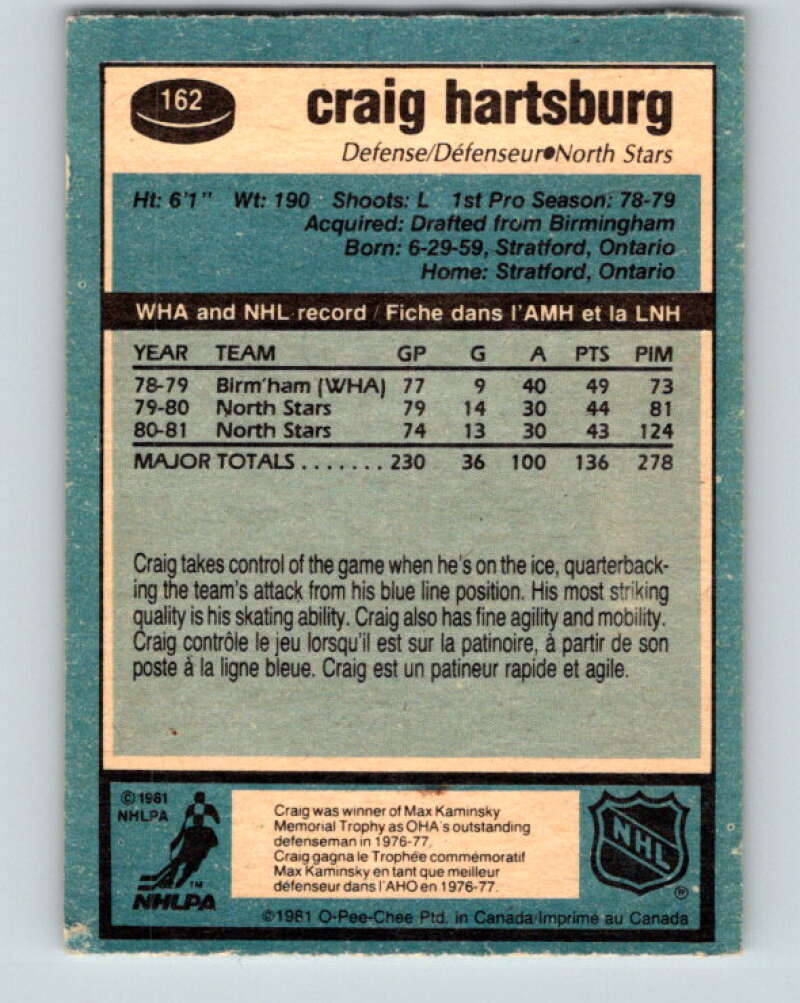 162
craig hartsburg
Defense/Défenseur●North Stars
Ht: 6'1" Wt: 190 Shoots: L 1st Pro Season: 78-79
Acquired: Drafted from Birmingham
Born: 6-29-59, Stratford, Ontario
Home: Stratford, Ontario
WHA and NHL record / Fiche dans l'AMH et la LNH
YEAR TEAM GP G A PTS PIM
78-79 Birm'ham (WHA) 77 9 40 49 73
79-80 North Stars 79 14 30 44 81
80-81 North Stars 74 13 30 43 124
MAJOR TOTALS ....... 230 36 100 136 278
Craig takes control of the game when he's on the ice, quarterback-
ing the team's attack from his blue line position. His most striking
quality is his skating ability. Craig also has fine agility and mobility.
Craig contrôle le jeu lorsqu'il est sur la patinoire, à partir de son
poste à la ligne bleue. Craig est un patineur rapide et agile.
© 1981
NHLPA
TM
NHLPA
Craig was winner of Max Kaminsky
Memorial Trophy as OHA's outstanding
defenseman in 1976-77.
Craig gagna le Trophée commémoratif
Max Kaminsky en tant que meilleur
défenseur dans l'AHO en 1976-77.
NHL
®
©1981 O-Pee-Chee Ptd. in Canada/Imprimé au Canada